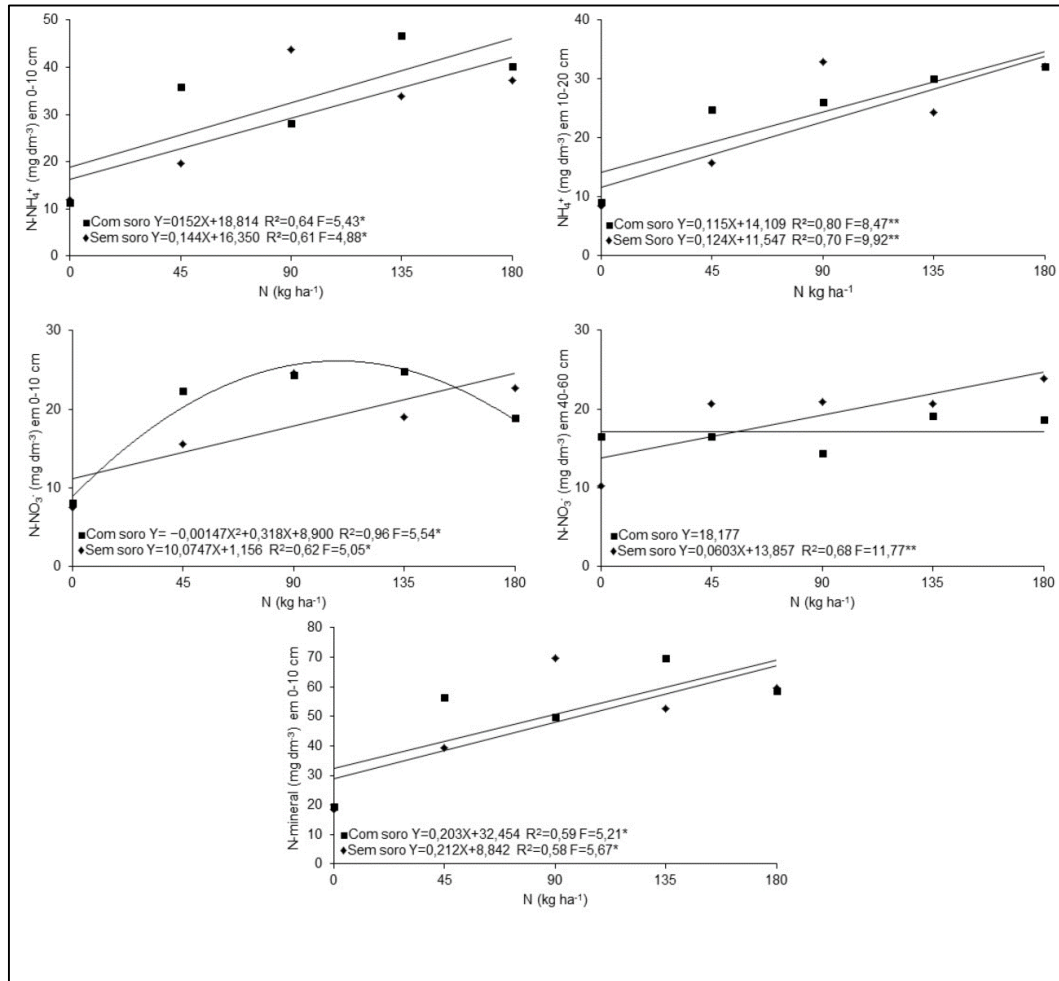 N-NH₄⁺ (mg dm⁻³) em 0-10 cm
50
40
30
20
10
0
■Com soro Y=0152X+18,814 R²=0,64 F=5,43*
♦Sem soro Y=0,144X+16,350 R²=0,61 F=4,88*
0 45 90 135 180
N (kg ha⁻¹)
NH₄⁺ (mg dm⁻³) em 10-20 cm
40
30
20
10
0
■Com soro Y=0,115X+14,109 R²=0,80 F=8,47**
♦Sem soro Y=0,124X+11,547 R²=0,70 F=9,92**
0 45 90 135 180
N kg ha⁻¹
N-NO₃⁻ (mg dm⁻³) em 0-10 cm
30
20
10
0
■ Com soro Y= −0,00147X²+0,318X+8,900 R²=0,96 F=5,54*
♦Sem soro Y=10,0747X+1,156 R²=0,62 F=5,05*
0 45 90 135 180
N (kg ha⁻¹)
N-NO₃⁻ (mg dm⁻³) em 40-60 cm
30
20
10
0
■ Com soro Y=18,177
♦Sem soro Y=0,0603X+13,857 R²=0,68 F=11,77**
0 45 90 135 180
N (kg ha⁻¹)
N-mineral (mg dm⁻³) em 0-10 cm
80
70
60
50
40
30
20
10
0
■Com soro Y=0,203X+32,454 R²=0,59 F=5,21*
♦Sem soro Y=0,212X+8,842 R²=0,58 F=5,67*
0 45 90 135 180
N (kg ha⁻¹)